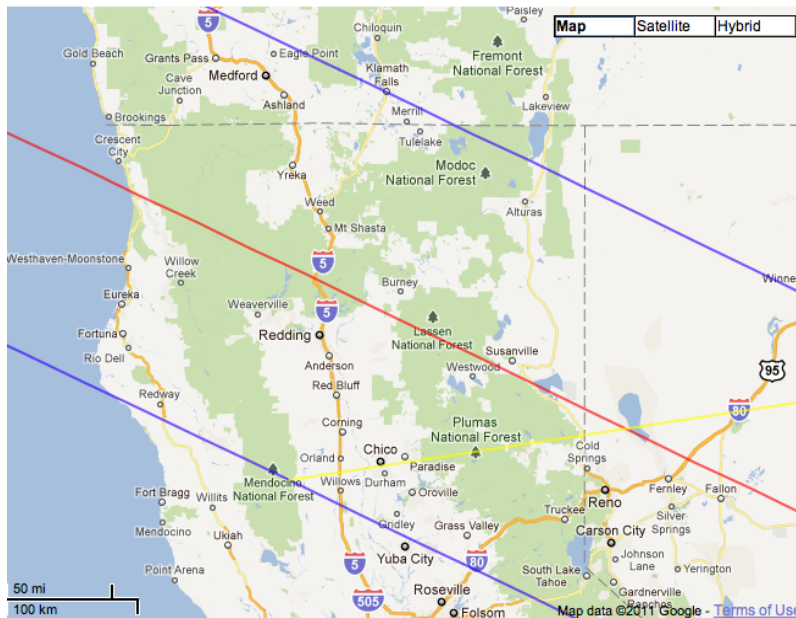 Paisley
Map Satellite Hybrid
Gold Beach
Grants Pass
5
Eagle Point
Chiloquin
Fremont
National Forest
Medford
Cave
Junction
Klamath
Falls
Ashland
Merrill
Lakeview
Brookings
Tulelake
Crescent
City
Yreka
Modoc
National Forest
Weed
Alturas
Mt Shasta
Westhaven-Moonstone
Willow
Creek
5
Burney
Winne
Eureka
Weaverville
5
Lassen
National Forest
Fortuna
Redding
Rio Dell
Anderson
Susanville
Westwood
95
Redway
Red Bluff
80
Corning
Plumas
National Forest
Chico
Orland
Paradise
Cold
Springs
Mendocino
National Forest
Willows
Durham
Oroville
Reno
Fernley
Fallon
Fort Bragg
Willits
Gridley
Truckee
Silver
Springs
Mendocino
Grass Valley
Carson City
Ukiah
Yuba City
80
Johnson
Lane
Point Arena
5
South Lake
Tahoe
Yerington
50 mi
100 km
505
Roseville
Gardnerville
Ranchos
Folsom
Map data ©2011 Google - Terms of Use